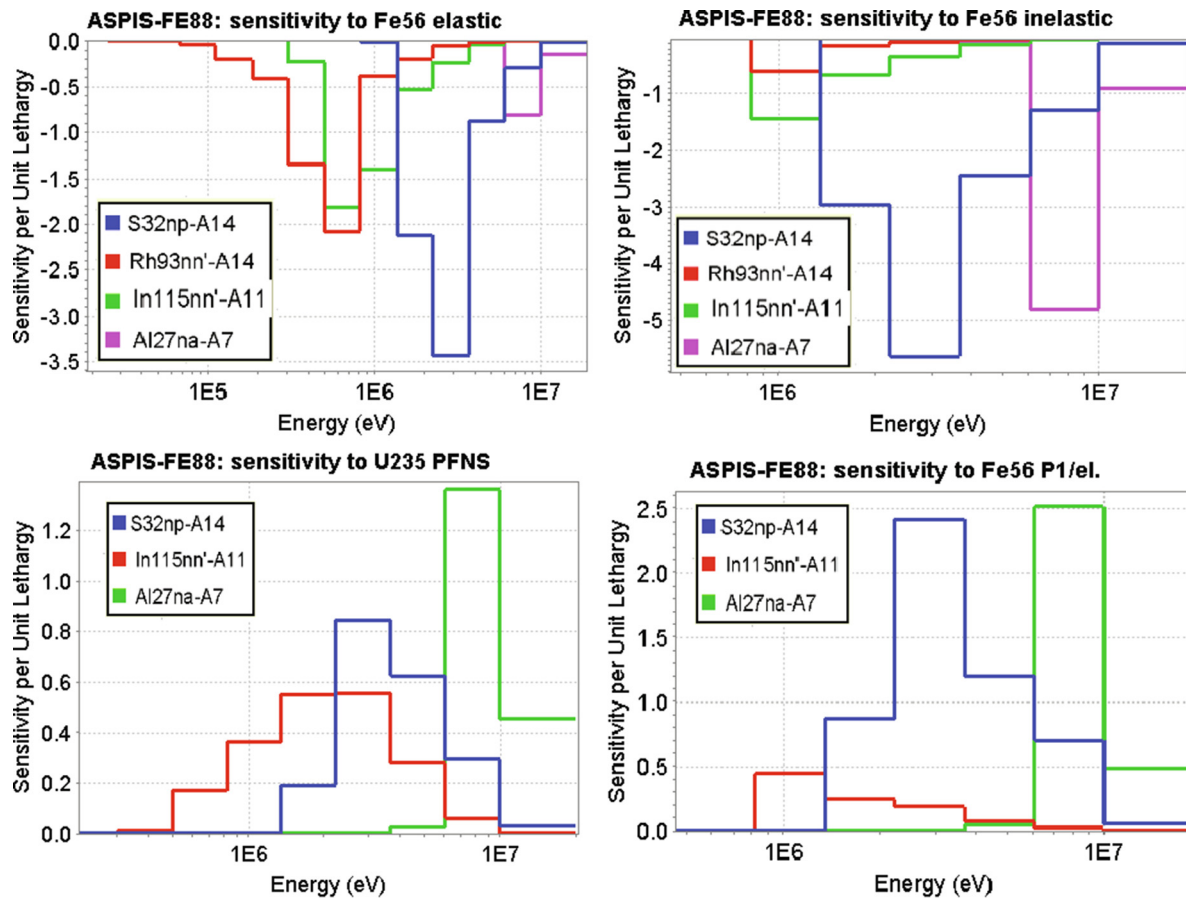 ASPIS-FE88: sensitivity to Fe56 elastic
Sensitivity per Unit Lethargy
0.0
-0.5
-1.0
-1.5
-2.0
-2.5
-3.0
-3.5
S32np-A14
Rh93nn'-A14
In115nn'-A11
Al27na-A7
1E5
1E6
1E7
Energy (eV)
ASPIS-FE88: sensitivity to Fe56 inelastic
Sensitivity per Unit Lethargy
-1
-2
-3
-4
-5
S32np-A14
Rh93nn'-A14
In115nn'-A11
Al27na-A7
1E6
1E7
Energy (eV)
ASPIS-FE88: sensitivity to U235 PFNS
Sensitivity per Unit Lethargy
1.2
1.0
0.8
0.6
0.4
0.2
0.0
S32np-A14
In115nn'-A11
Al27na-A7
1E6
1E7
Energy (eV)
ASPIS-FE88: sensitivity to Fe56 P1/el.
Sensitivity per Unit Lethargy
2.5
2.0
1.5
1.0
0.5
0.0
S32np-A14
In115nn'-A11
Al27na-A7
1E6
1E7
Energy (eV)